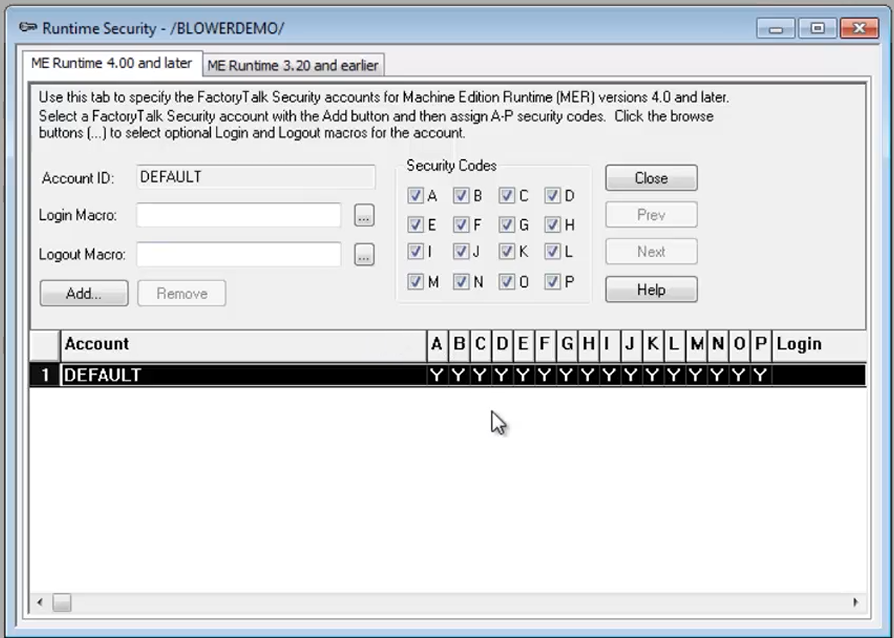 Runtime Security - /BLOWERDEMO/
ME Runtime 4.00 and later
ME Runtime 3.20 and earlier
Use this tab to specify the FactoryTalk Security accounts for Machine Edition Runtime (MER) versions 4.0 and later.
Select a FactoryTalk Security account with the Add button and then assign A-P security codes. Click the browse
buttons (...) to select optional Login and Logout macros for the account.
Account ID: DEFAULT
Login Macro: ...
Logout Macro: ...
Add... Remove
Security Codes
A B C D
E F G H
I J K L
M N O P
Close
Prev
Next
Help
Account A B C D E F G H I J K L M N O P Login
1 DEFAULT Y Y Y Y Y Y Y Y Y Y Y Y Y Y Y Y